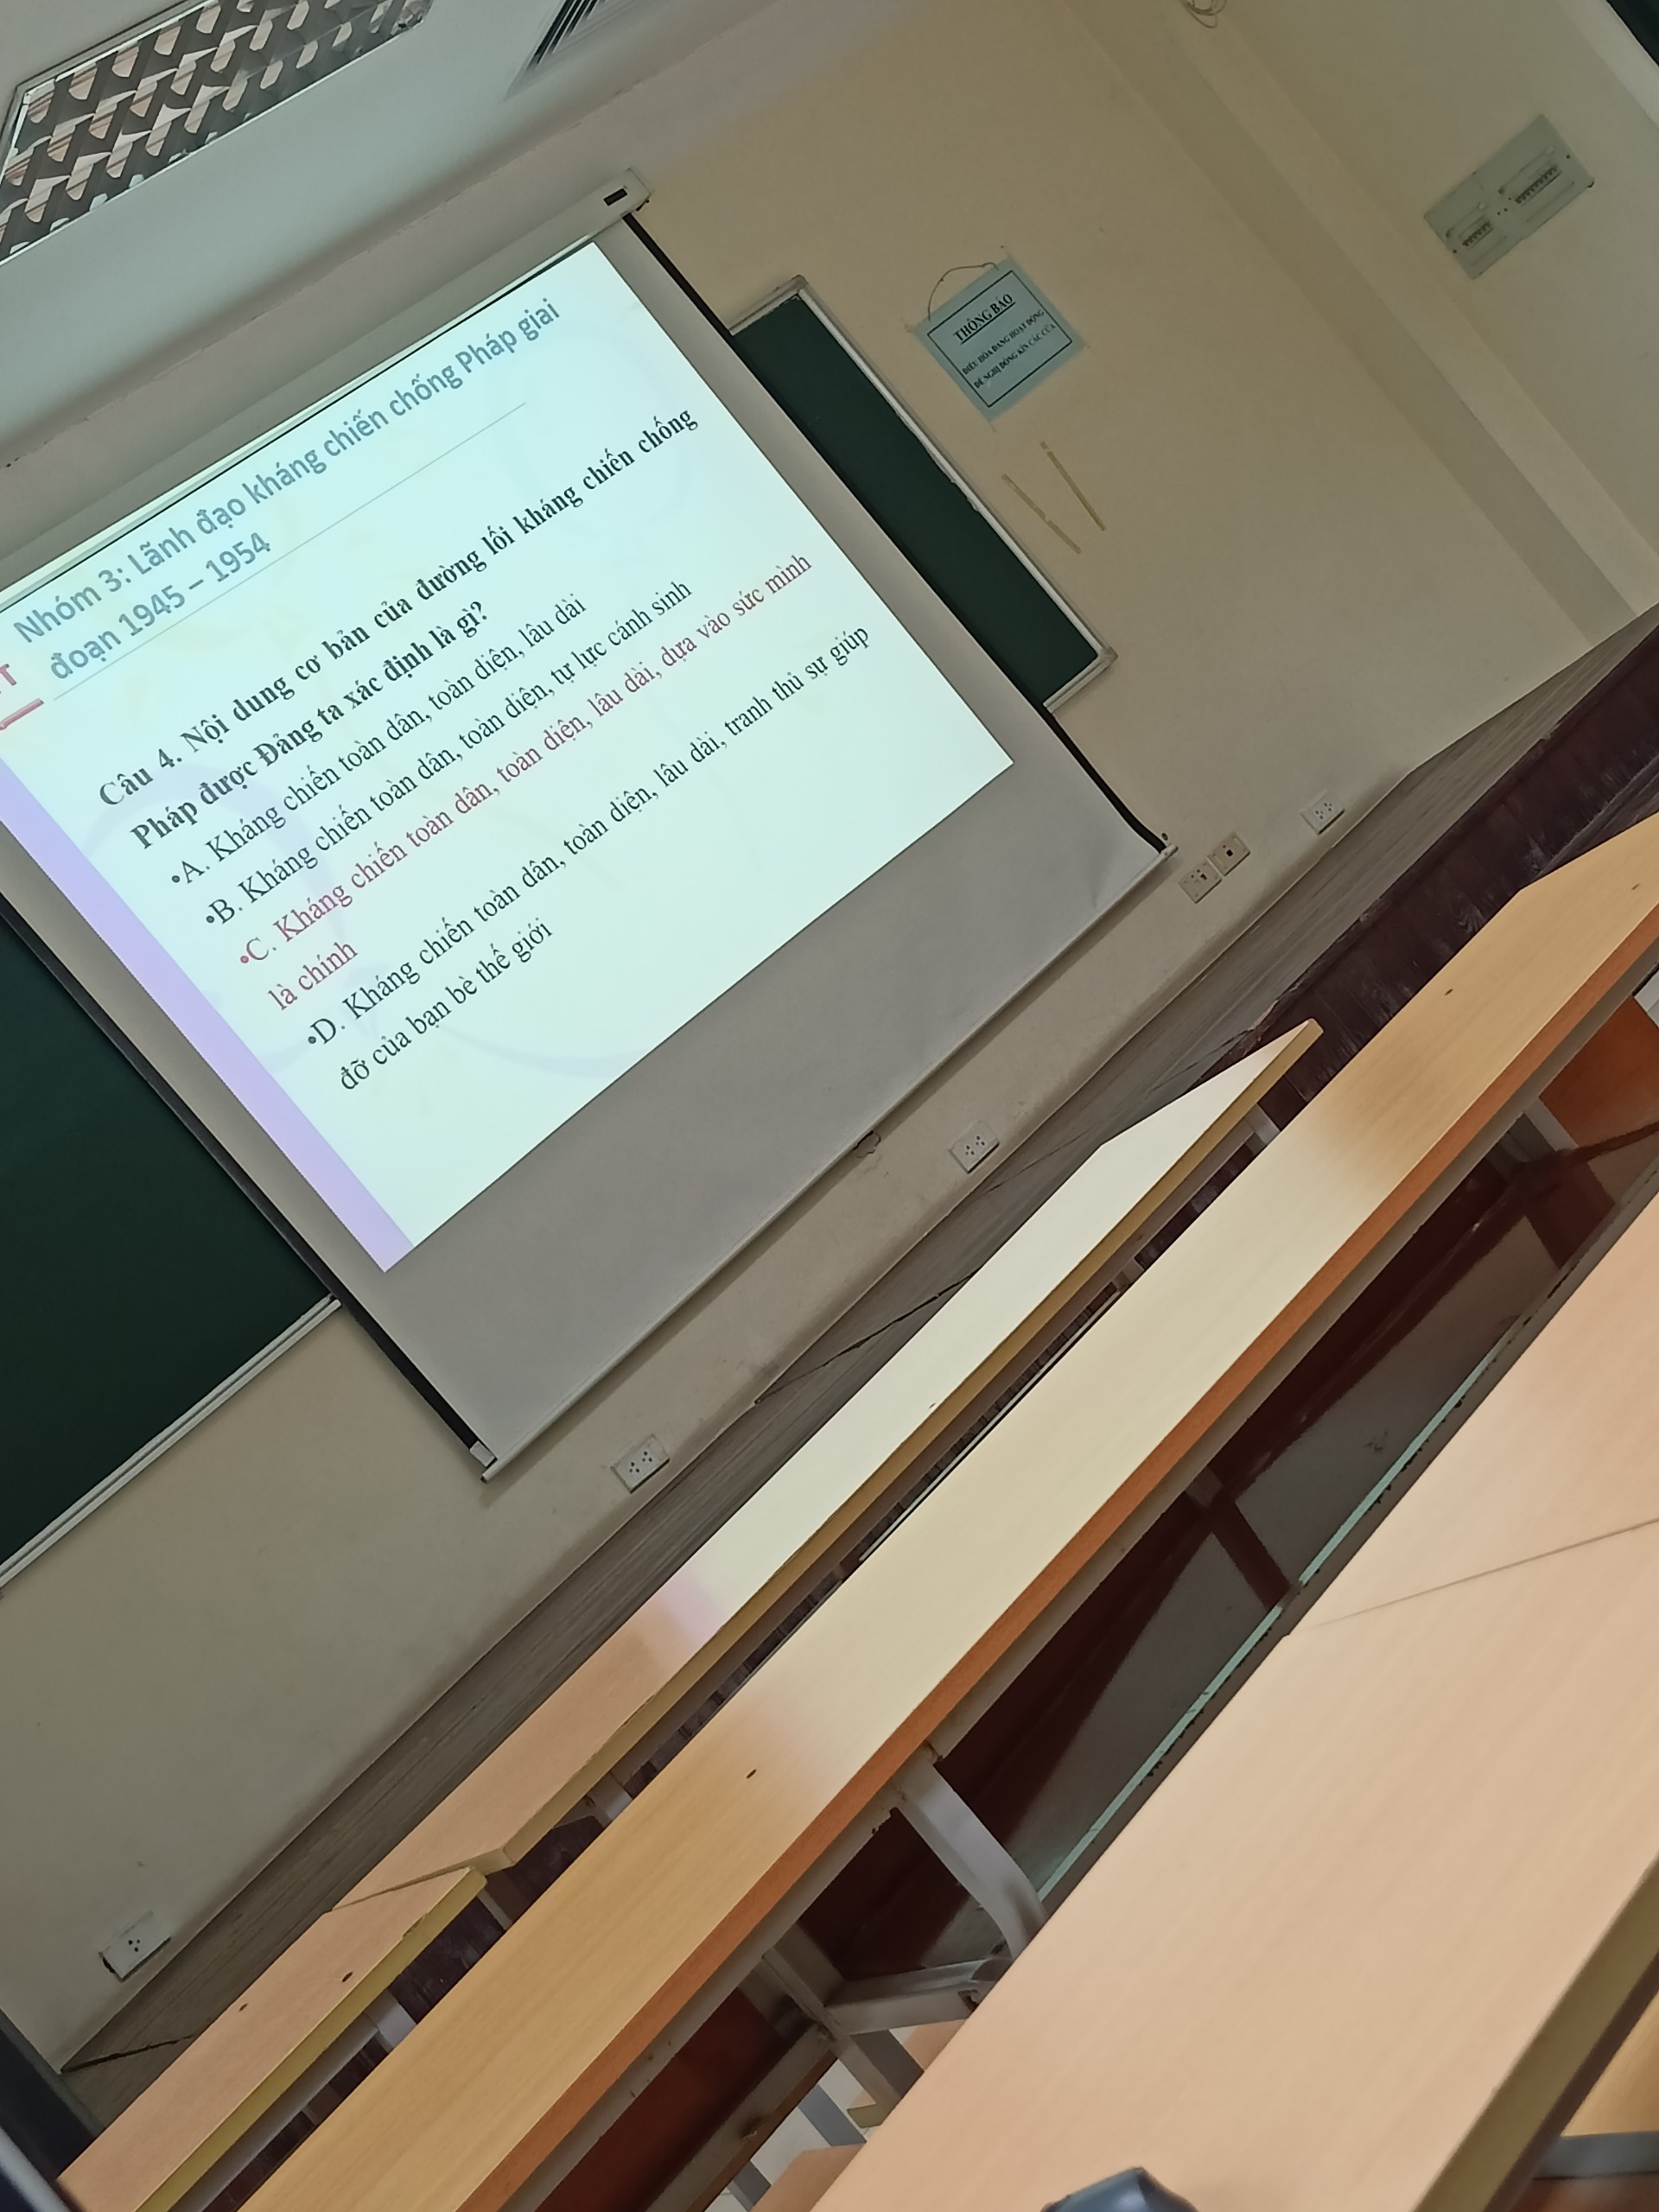 Nhóm 3: Lãnh đạo kháng chiến chống Pháp giai
đoạn 1945 – 1954
Câu 4. Nội dung cơ bản của đường lối kháng chiến chống
Pháp được Đảng ta xác định là gì?
•A. Kháng chiến toàn dân, toàn diện, lâu dài
•B. Kháng chiến toàn dân, toàn diện, tự lực cánh sinh
•C. Kháng chiến toàn dân, toàn diện, lâu dài, dựa vào sức mình
là chính
•D. Kháng chiến toàn dân, toàn diện, lâu dài, tranh thủ sự giúp
đỡ của bạn bè thế giới
THÔNG BÁO
ĐIỀU HÒA ĐANG HOẠT ĐỘNG
ĐỀ NGHỊ ĐÓNG KÍN CÁC CỬA